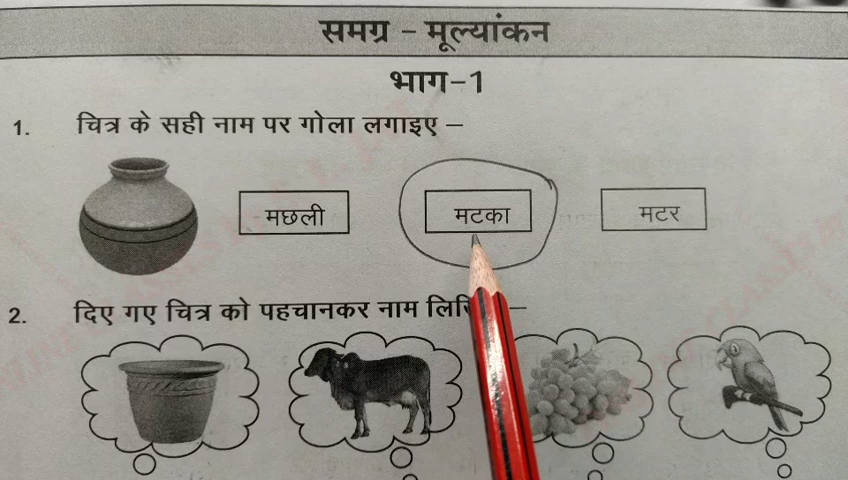 समग्र - मूल्यांकन
भाग-1
1. चित्र के सही नाम पर गोला लगाइए –
मछली मटका मटर
2. दिए गए चित्र को पहचानकर नाम –